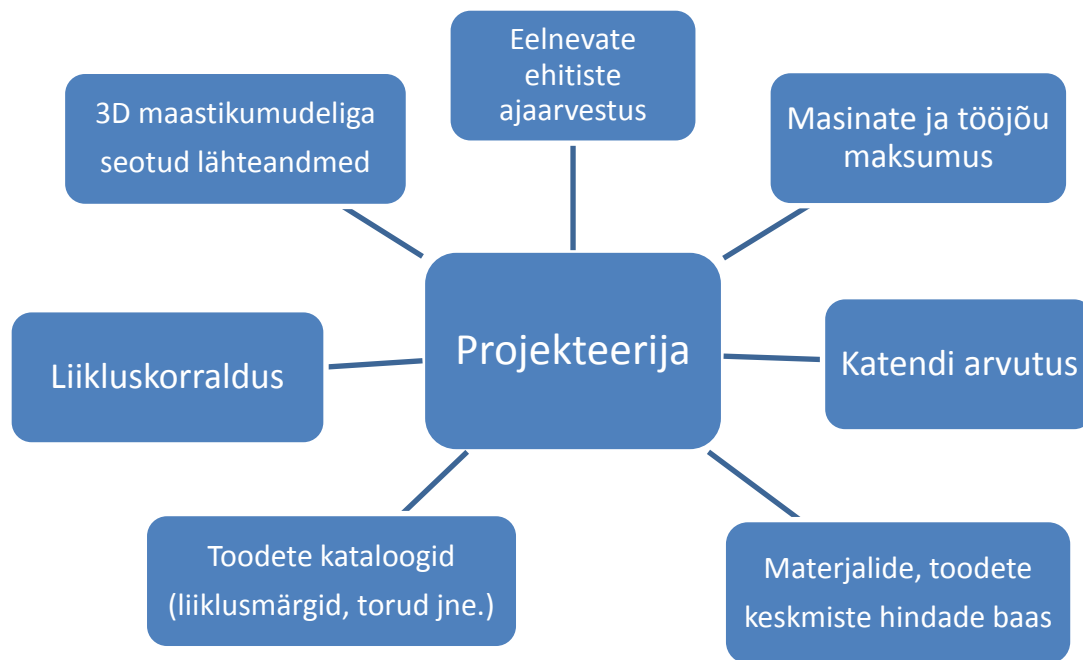 Eelnevate
ehitiste
ajaarvestus
3D maastikumudeliga
seotud lähteandmed
Masinate ja tööjõu
maksumus
Projekteerija
Liikluskorraldus
Katendi arvutus
Toodete kataloogid
(liiklusmärgid, torud jne.)
Materjalide, toodete
keskmiste hindade baas